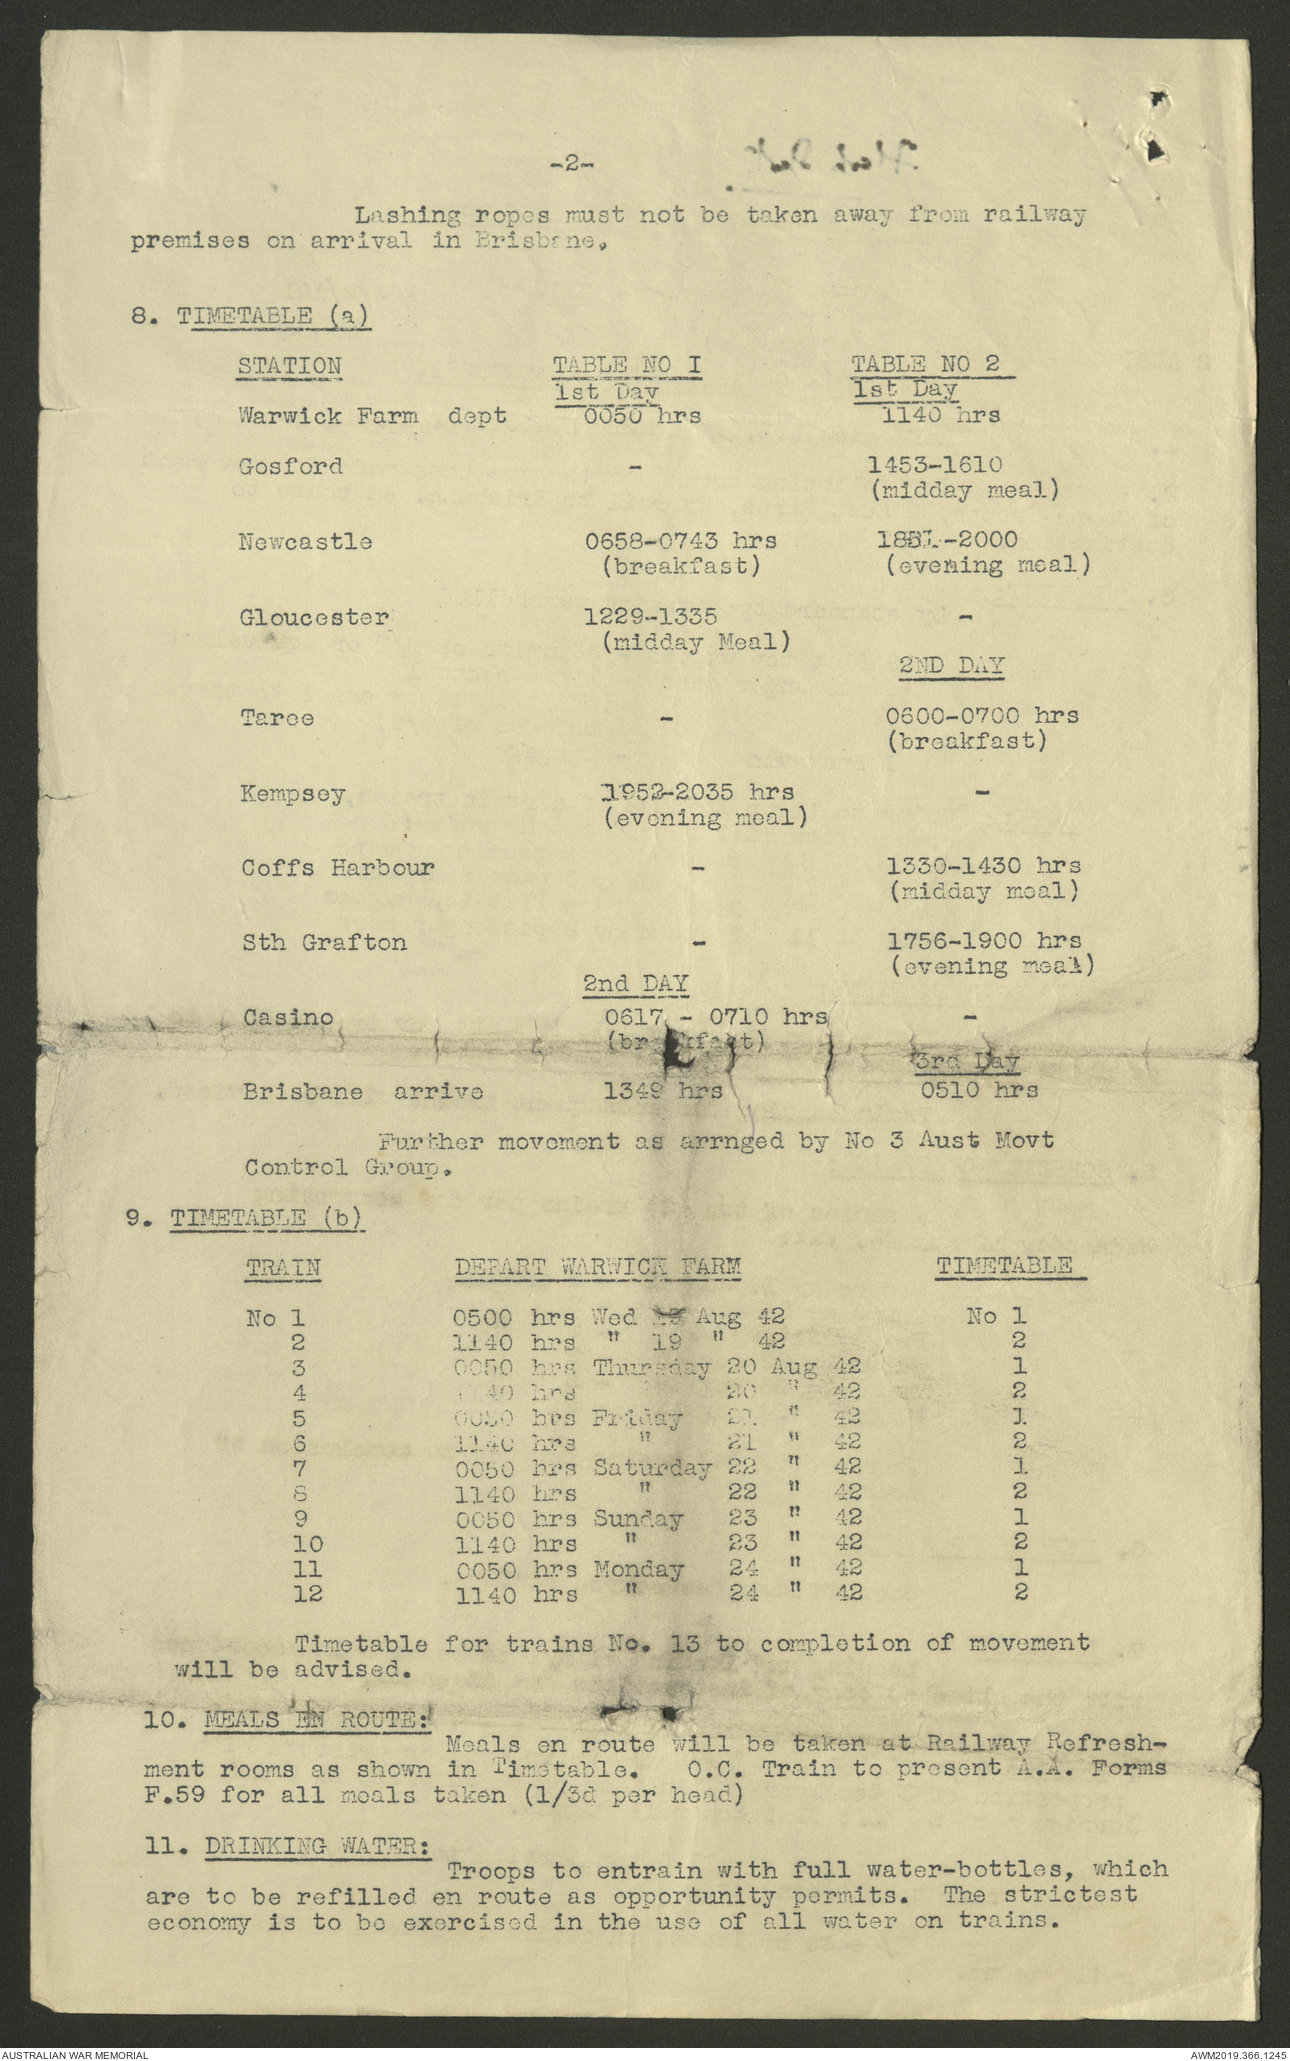 -2-
Lashing ropes must not be taken away from railway
premises on arrival in Brisbane.
8. TIMETABLE (a)
STATION TABLE NO I TABLE NO 2
1st Day 1st Day
Warwick Farm dept 0050 hrs 1140 hrs
Gosford - 1453-1610
(midday meal)
Newcastle 0658-0743 hrs -2000
(breakfast) (evening meal)
Gloucester 1229-1335 -
(midday Meal)
2ND DAY
Taree - 0600-0700 hrs
(breakfast)
Kempsey 1952-2035 hrs -
(evening meal)
Coffs Harbour - 1330-1430 hrs
(midday meal)
Sth Grafton - 1756-1900 hrs
(evening meal)
2nd DAY
Casino 0617 - 0710 hrs -
(breakfast)
3rd Day
Brisbane arrive 1349 hrs 0510 hrs
Further movement as arrnged by No 3 Aust Movt
Control Group.
9. TIMETABLE (b)
TRAIN DEPART WARWICK FARM TIMETABLE
No 1 0500 hrs Wed Aug 42 No 1
2 1140 hrs " 19 " 42 2
3 0050 hrs Thursday 20 Aug 42 1
4 hrs 20 " 42 2
5 0050 hrs Friday 21 " 42 1
6 1140 hrs " 21 " 42 2
7 0050 hrs Saturday 22 " 42 1
8 1140 hrs " 22 " 42 2
9 0050 hrs Sunday 23 " 42 1
10 1140 hrs " 23 " 42 2
11 0050 hrs Monday 24 " 42 1
12 1140 hrs " 24 " 42 2
Timetable for trains No. 13 to completion of movement
will be advised.
10. MEALS EN ROUTE:
Meals en route will be taken at Railway Refresh-
ment rooms as shown in Timetable. O.C. Train to present A.A. Forms
F.59 for all meals taken (1/3d per head)
11. DRINKING WATER:
Troops to entrain with full water-bottles, which
are to be refilled en route as opportunity permits. The strictest
economy is to be exercised in the use of all water on trains.
AUSTRALIAN WAR MEMORIAL AWM2019.366.1245